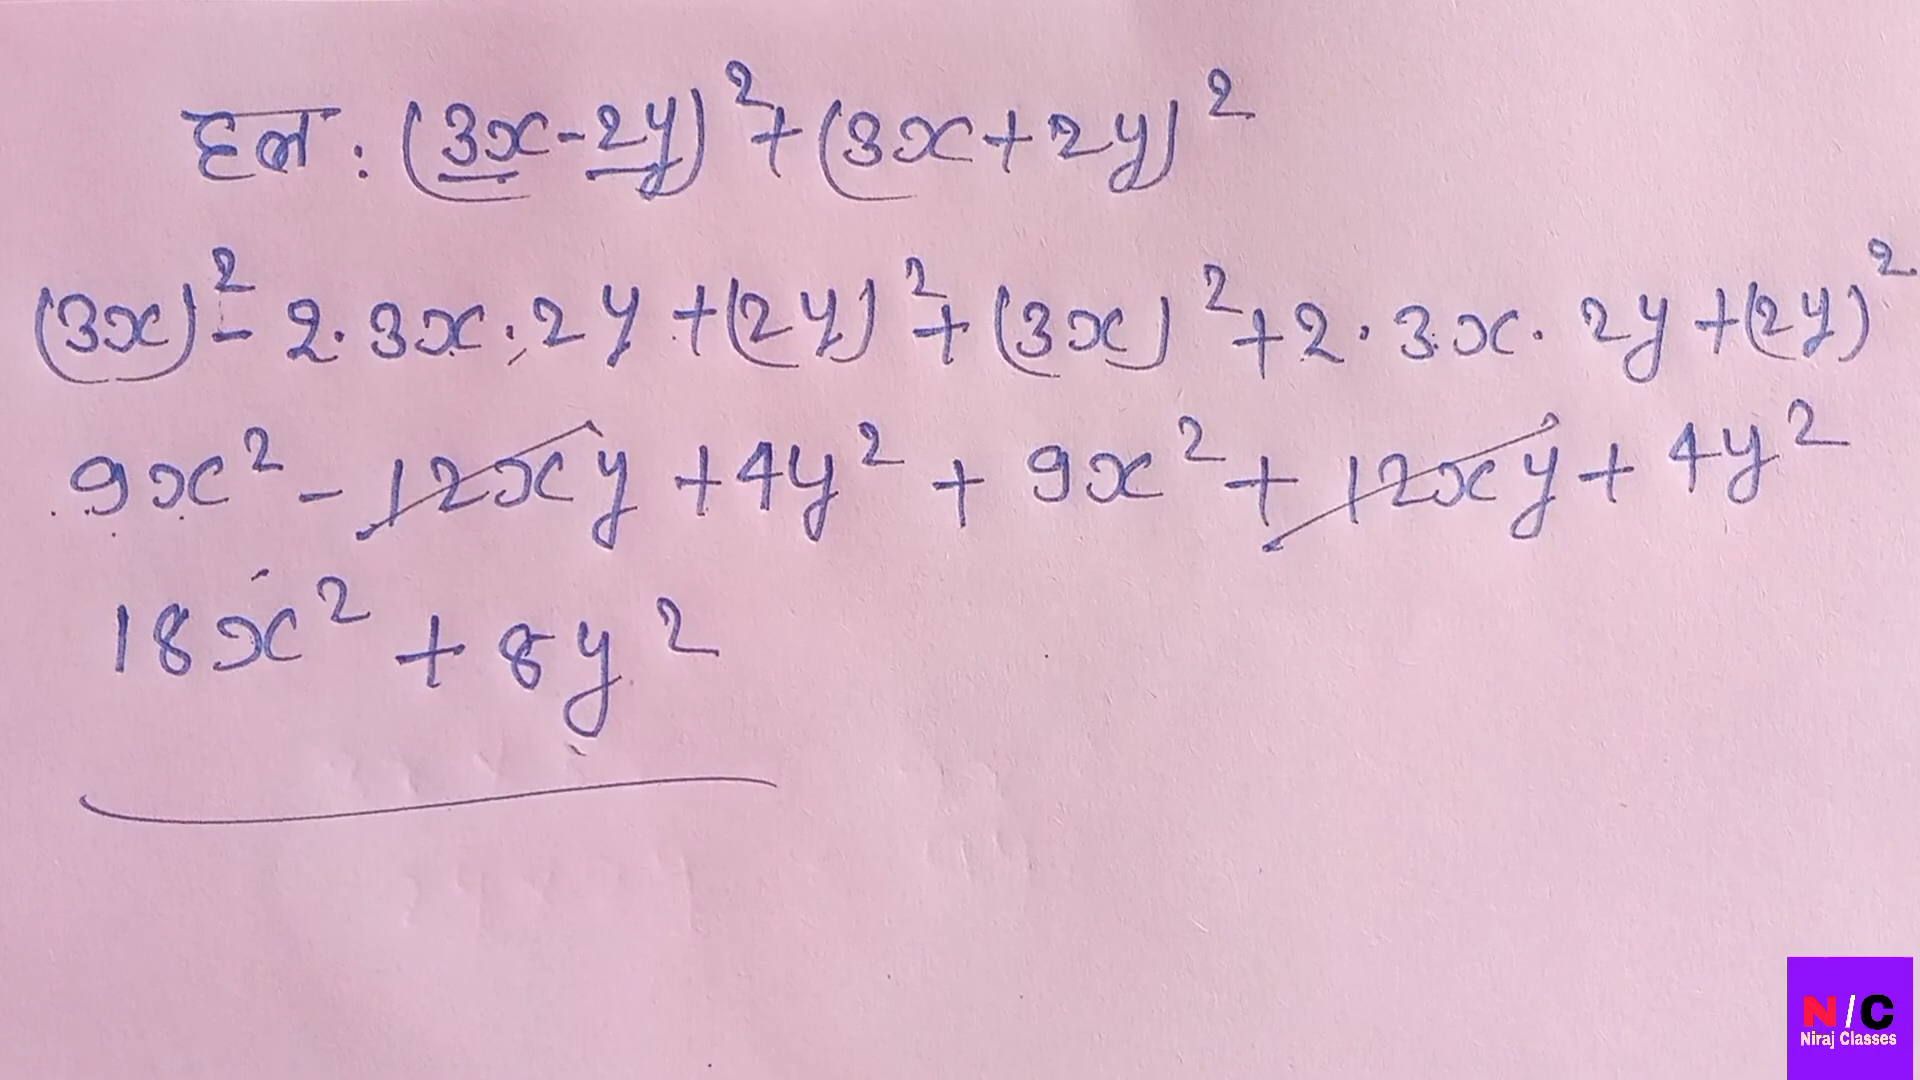 हल : (3x-2y)²+(3x+2y)²
(3x)²- 2·3x·2y+(2y)²+(3x)²+2·3x·2y+(2y)²
9x²-12xy+4y²+9x²+12xy+4y²
18x²+8y²
N/C
Niraj Classes